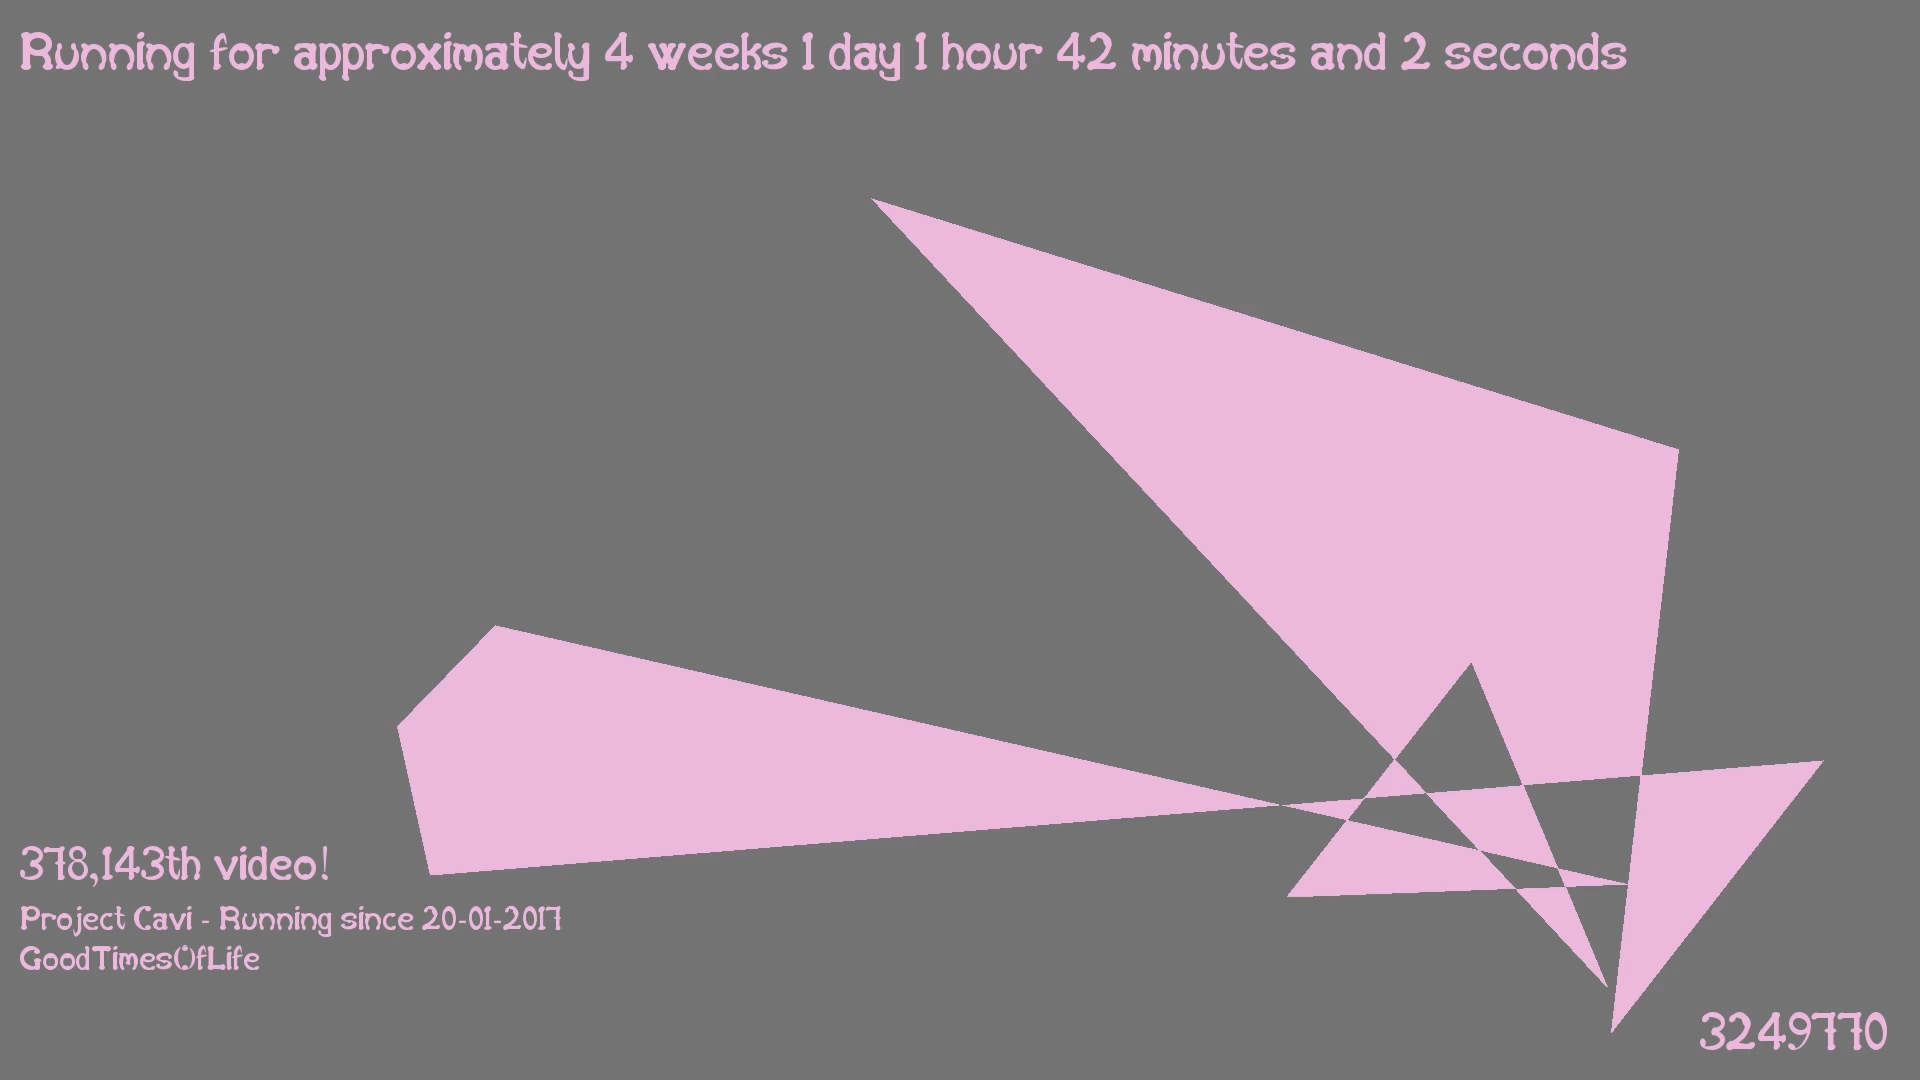 Running for approximately 4 weeks 1 day 1 hour 42 minutes and 2 seconds
378,143th video!
Project Cavi - Running since 20-01-2017
GoodTimesOfLife
3249770